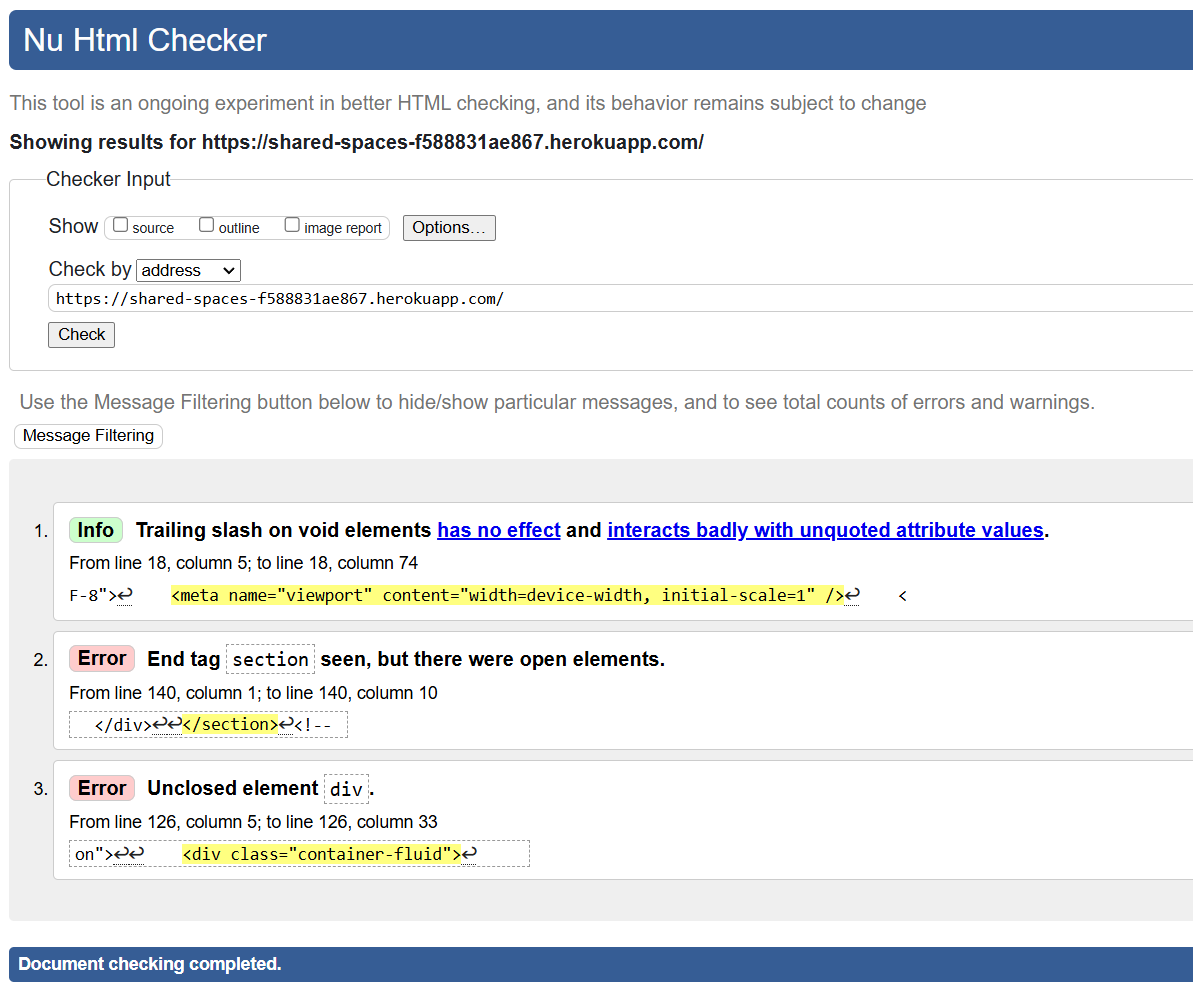 Nu Html Checker
This tool is an ongoing experiment in better HTML checking, and its behavior remains subject to change
Showing results for https://shared-spaces-f588831ae867.herokuapp.com/
Checker Input
Show source outline image report Options...
Check by address
https://shared-spaces-f588831ae867.herokuapp.com/
Check
Use the Message Filtering button below to hide/show particular messages, and to see total counts of errors and warnings.
Message Filtering
1. Info Trailing slash on void elements has no effect and interacts badly with unquoted attribute values.
From line 18, column 5; to line 18, column 74
F-8">↩ <meta name="viewport" content="width=device-width, initial-scale=1" />↩ <
2. Error End tag section seen, but there were open elements.
From line 140, column 1; to line 140, column 10
</div>↩↩</section>↩<!--
3. Error Unclosed element div.
From line 126, column 5; to line 126, column 33
on">↩↩ <div class="container-fluid">↩
Document checking completed.